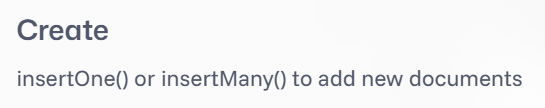 Create
insertOne() or insertMany() to add new documents